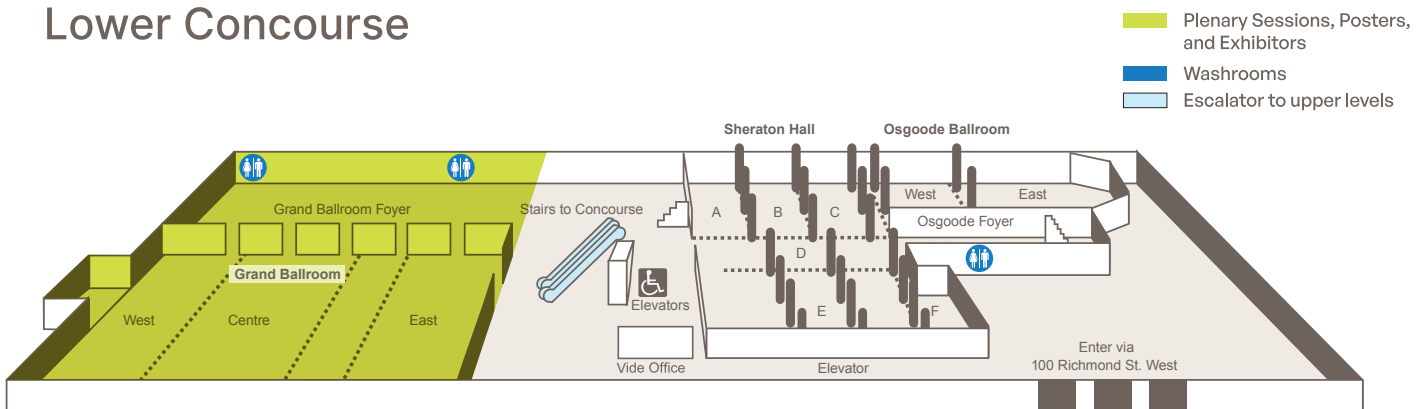 Lower Concourse
Plenary Sessions, Posters,
and Exhibitors
Washrooms
Escalator to upper levels
Sheraton Hall
Osgoode Ballroom
West
East
Grand Ballroom Foyer
Stairs to Concourse
A
B
C
Osgoode Foyer
D
Grand Ballroom
Elevators
West
Centre
East
E
F
Enter via
100 Richmond St. West
Vide Office
Elevator